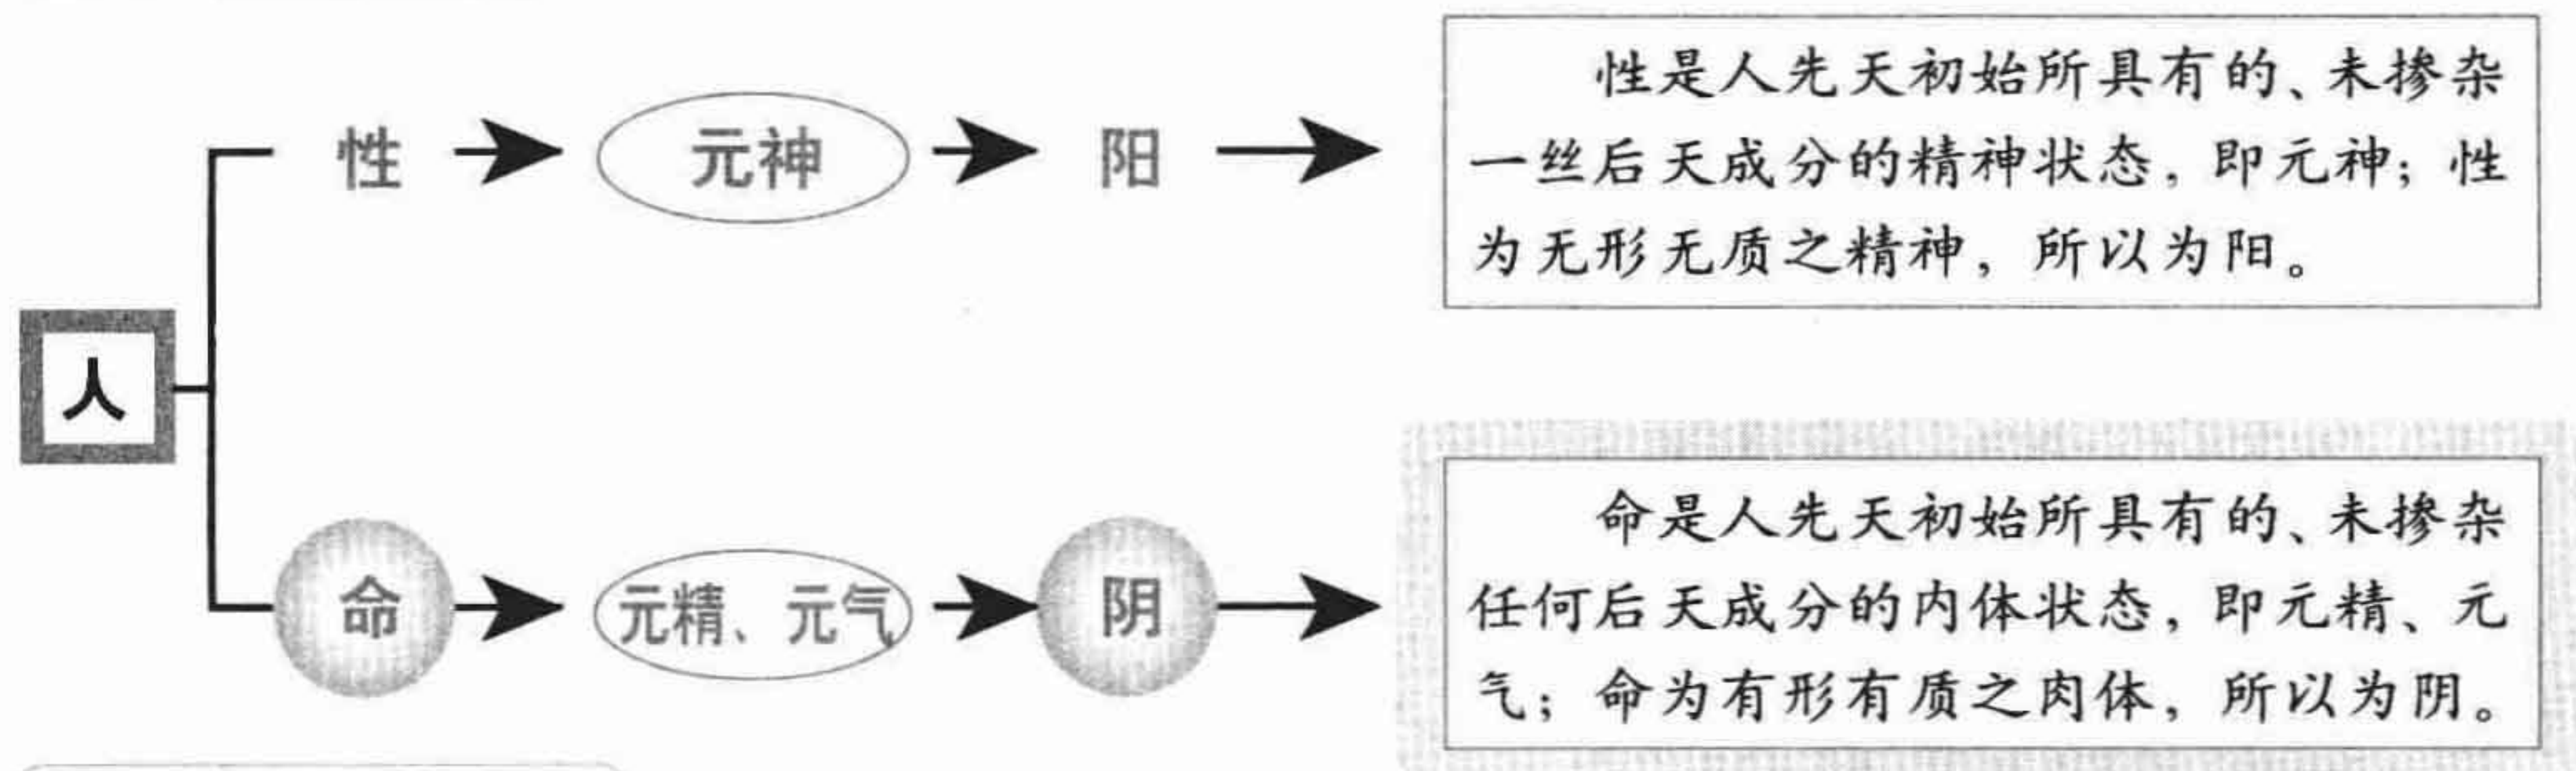 人
性
元神
阳
性是人先天初始所具有的、未掺杂
一丝后天成分的精神状态，即元神；性
为无形无质之精神，所以为阳。
命
元精、元气
阴
命是人先天初始所具有的、未掺杂
任何后天成分的内体状态，即元精、元
气；命为有形有质之肉体，所以为阴。